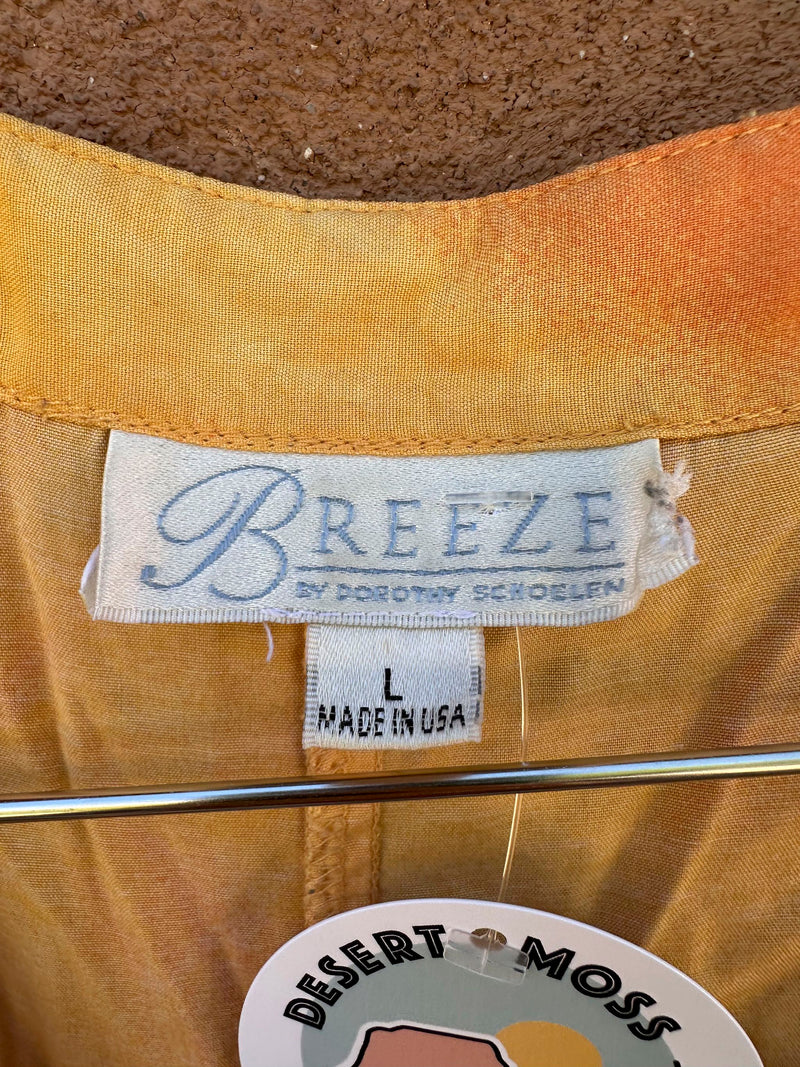 BREEZE
BY DOROTHY SCHOELEN
L
MADE IN USA
DESERT MOSS